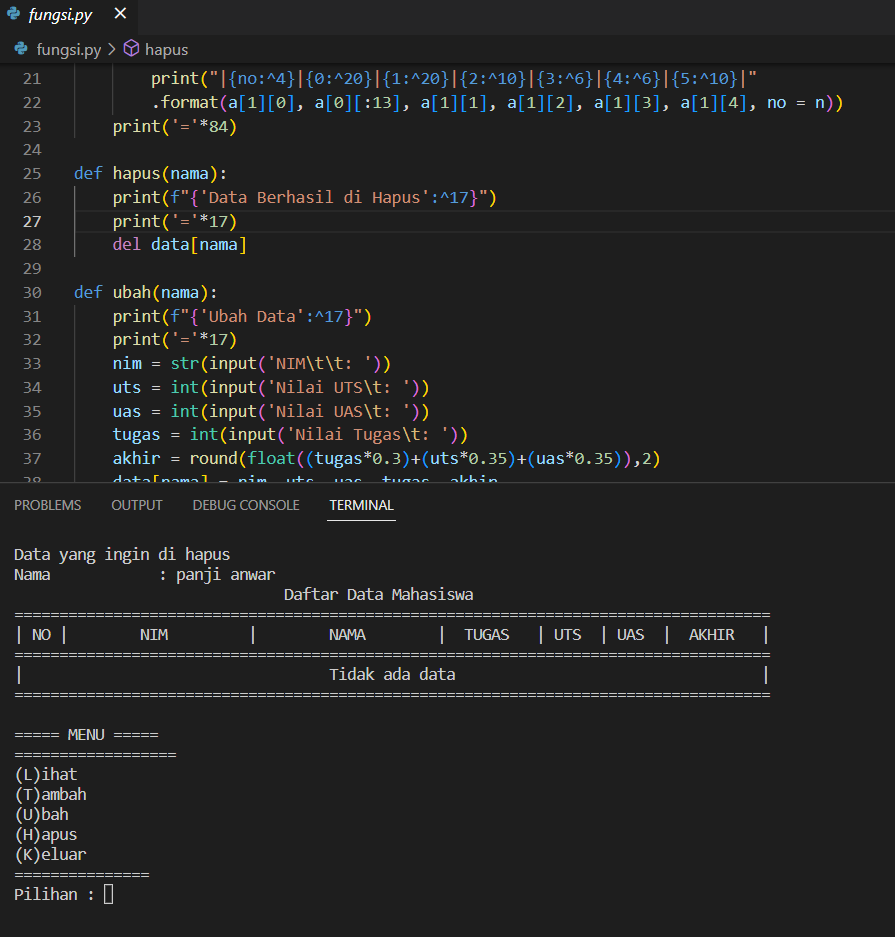 fungsi.py ×
fungsi.py > hapus
21 print("|{no:^4}|{0:^20}|{1:^20}|{2:^10}|{3:^6}|{4:^6}|{5:^10}|"
22 .format(a[1][0], a[0][:13], a[1][1], a[1][2], a[1][3], a[1][4], no = n))
23 print('='*84)
24
25 def hapus(nama):
26 print(f"{'Data Berhasil di Hapus':^17}")
27 print('='*17)
28 del data[nama]
29
30 def ubah(nama):
31 print(f"{'Ubah Data':^17}")
32 print('='*17)
33 nim = str(input('NIM\t\t: '))
34 uts = int(input('Nilai UTS\t: '))
35 uas = int(input('Nilai UAS\t: '))
36 tugas = int(input('Nilai Tugas\t: '))
37 akhir = round(float((tugas*0.3)+(uts*0.35)+(uas*0.35)),2)
38 data[nama] = nim, uts, uas, tugas, akhir
PROBLEMS OUTPUT DEBUG CONSOLE TERMINAL
Data yang ingin di hapus
Nama : panji anwar
Daftar Data Mahasiswa
====================================================================================
| NO | NIM | NAMA | TUGAS | UTS | UAS | AKHIR |
====================================================================================
| Tidak ada data |
====================================================================================
===== MENU =====
==================
(L)ihat
(T)ambah
(U)bah
(H)apus
(K)eluar
===============
Pilihan :